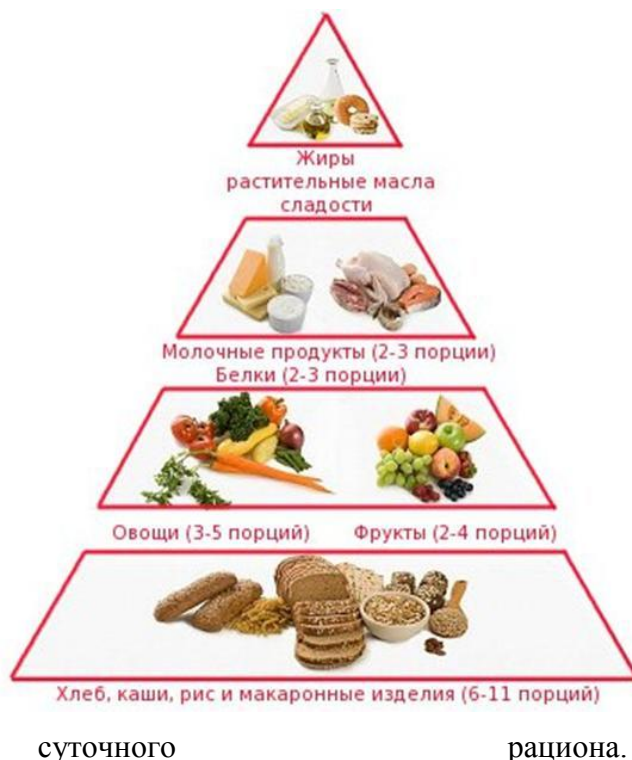 Жиры
растительные масла
сладости
Молочные продукты (2-3 порции)
Белки (2-3 порции)
Овощи (3-5 порций) Фрукты (2-4 порций)
Хлеб, каши, рис и макаронные изделия (6-11 порций)
суточного рациона.